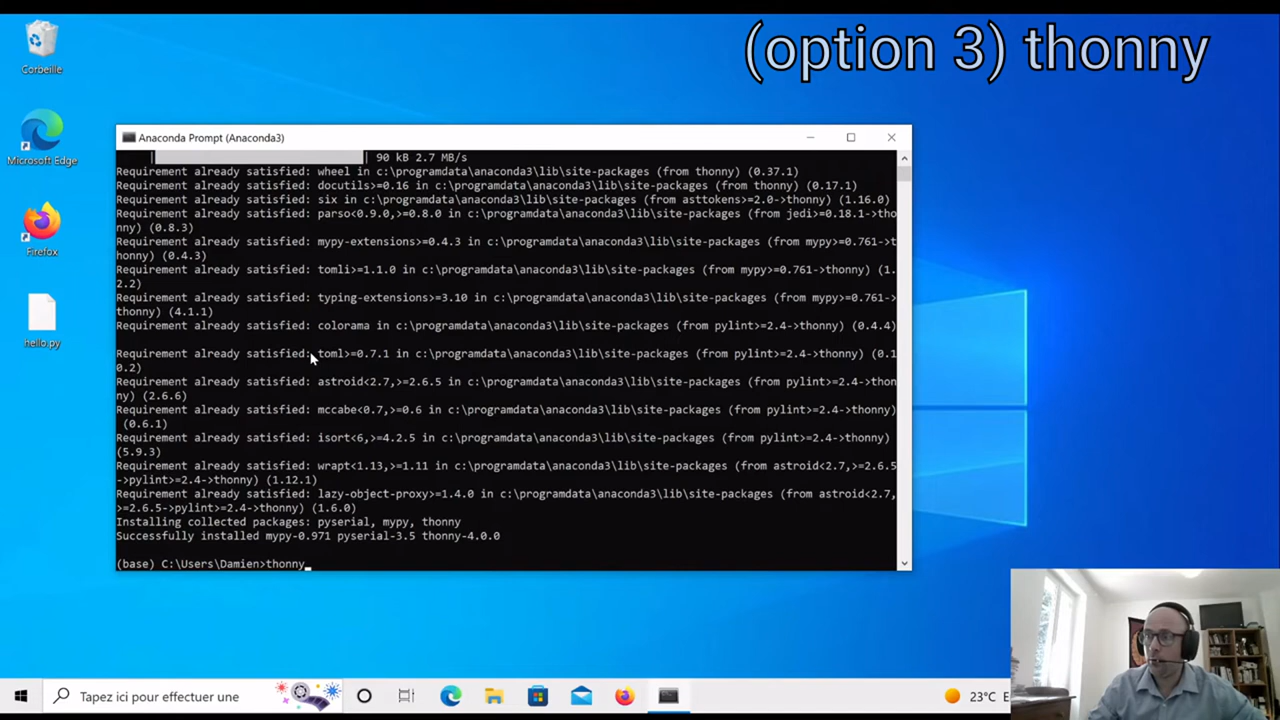 (option 3) thonny
Corbeille
Microsoft Edge
Firefox
hello.py
Anaconda Prompt (Anaconda3)
| | 90 kB 2.7 MB/s
Requirement already satisfied: wheel in c:\programdata\anaconda3\lib\site-packages (from thonny) (0.37.1)
Requirement already satisfied: docutils>=0.16 in c:\programdata\anaconda3\lib\site-packages (from thonny) (0.17.1)
Requirement already satisfied: six in c:\programdata\anaconda3\lib\site-packages (from asttokens>=2.0->thonny) (1.16.0)
Requirement already satisfied: parso<0.9.0,>=0.8.0 in c:\programdata\anaconda3\lib\site-packages (from jedi>=0.18.1->tho
nny) (0.8.3)
Requirement already satisfied: mypy-extensions>=0.4.3 in c:\programdata\anaconda3\lib\site-packages (from mypy>=0.761->t
honny) (0.4.3)
Requirement already satisfied: tomli>=1.1.0 in c:\programdata\anaconda3\lib\site-packages (from mypy>=0.761->thonny) (1.
2.2)
Requirement already satisfied: typing-extensions>=3.10 in c:\programdata\anaconda3\lib\site-packages (from mypy>=0.761->
thonny) (4.1.1)
Requirement already satisfied: colorama in c:\programdata\anaconda3\lib\site-packages (from pylint>=2.4->thonny) (0.4.4)
Requirement already satisfied: toml>=0.7.1 in c:\programdata\anaconda3\lib\site-packages (from pylint>=2.4->thonny) (0.1
0.2)
Requirement already satisfied: astroid<2.7,>=2.6.5 in c:\programdata\anaconda3\lib\site-packages (from pylint>=2.4->thon
ny) (2.6.6)
Requirement already satisfied: mccabe<0.7,>=0.6 in c:\programdata\anaconda3\lib\site-packages (from pylint>=2.4->thonny)
(0.6.1)
Requirement already satisfied: isort<6,>=4.2.5 in c:\programdata\anaconda3\lib\site-packages (from pylint>=2.4->thonny)
(5.9.3)
Requirement already satisfied: wrapt<1.13,>=1.11 in c:\programdata\anaconda3\lib\site-packages (from astroid<2.7,>=2.6.5
->pylint>=2.4->thonny) (1.12.1)
Requirement already satisfied: lazy-object-proxy>=1.4.0 in c:\programdata\anaconda3\lib\site-packages (from astroid<2.7,
>=2.6.5->pylint>=2.4->thonny) (1.6.0)
Installing collected packages: pyserial, mypy, thonny
Successfully installed mypy-0.971 pyserial-3.5 thonny-4.0.0
(base) C:\Users\Damien>thonny_
Tapez ici pour effectuer une
23°C E